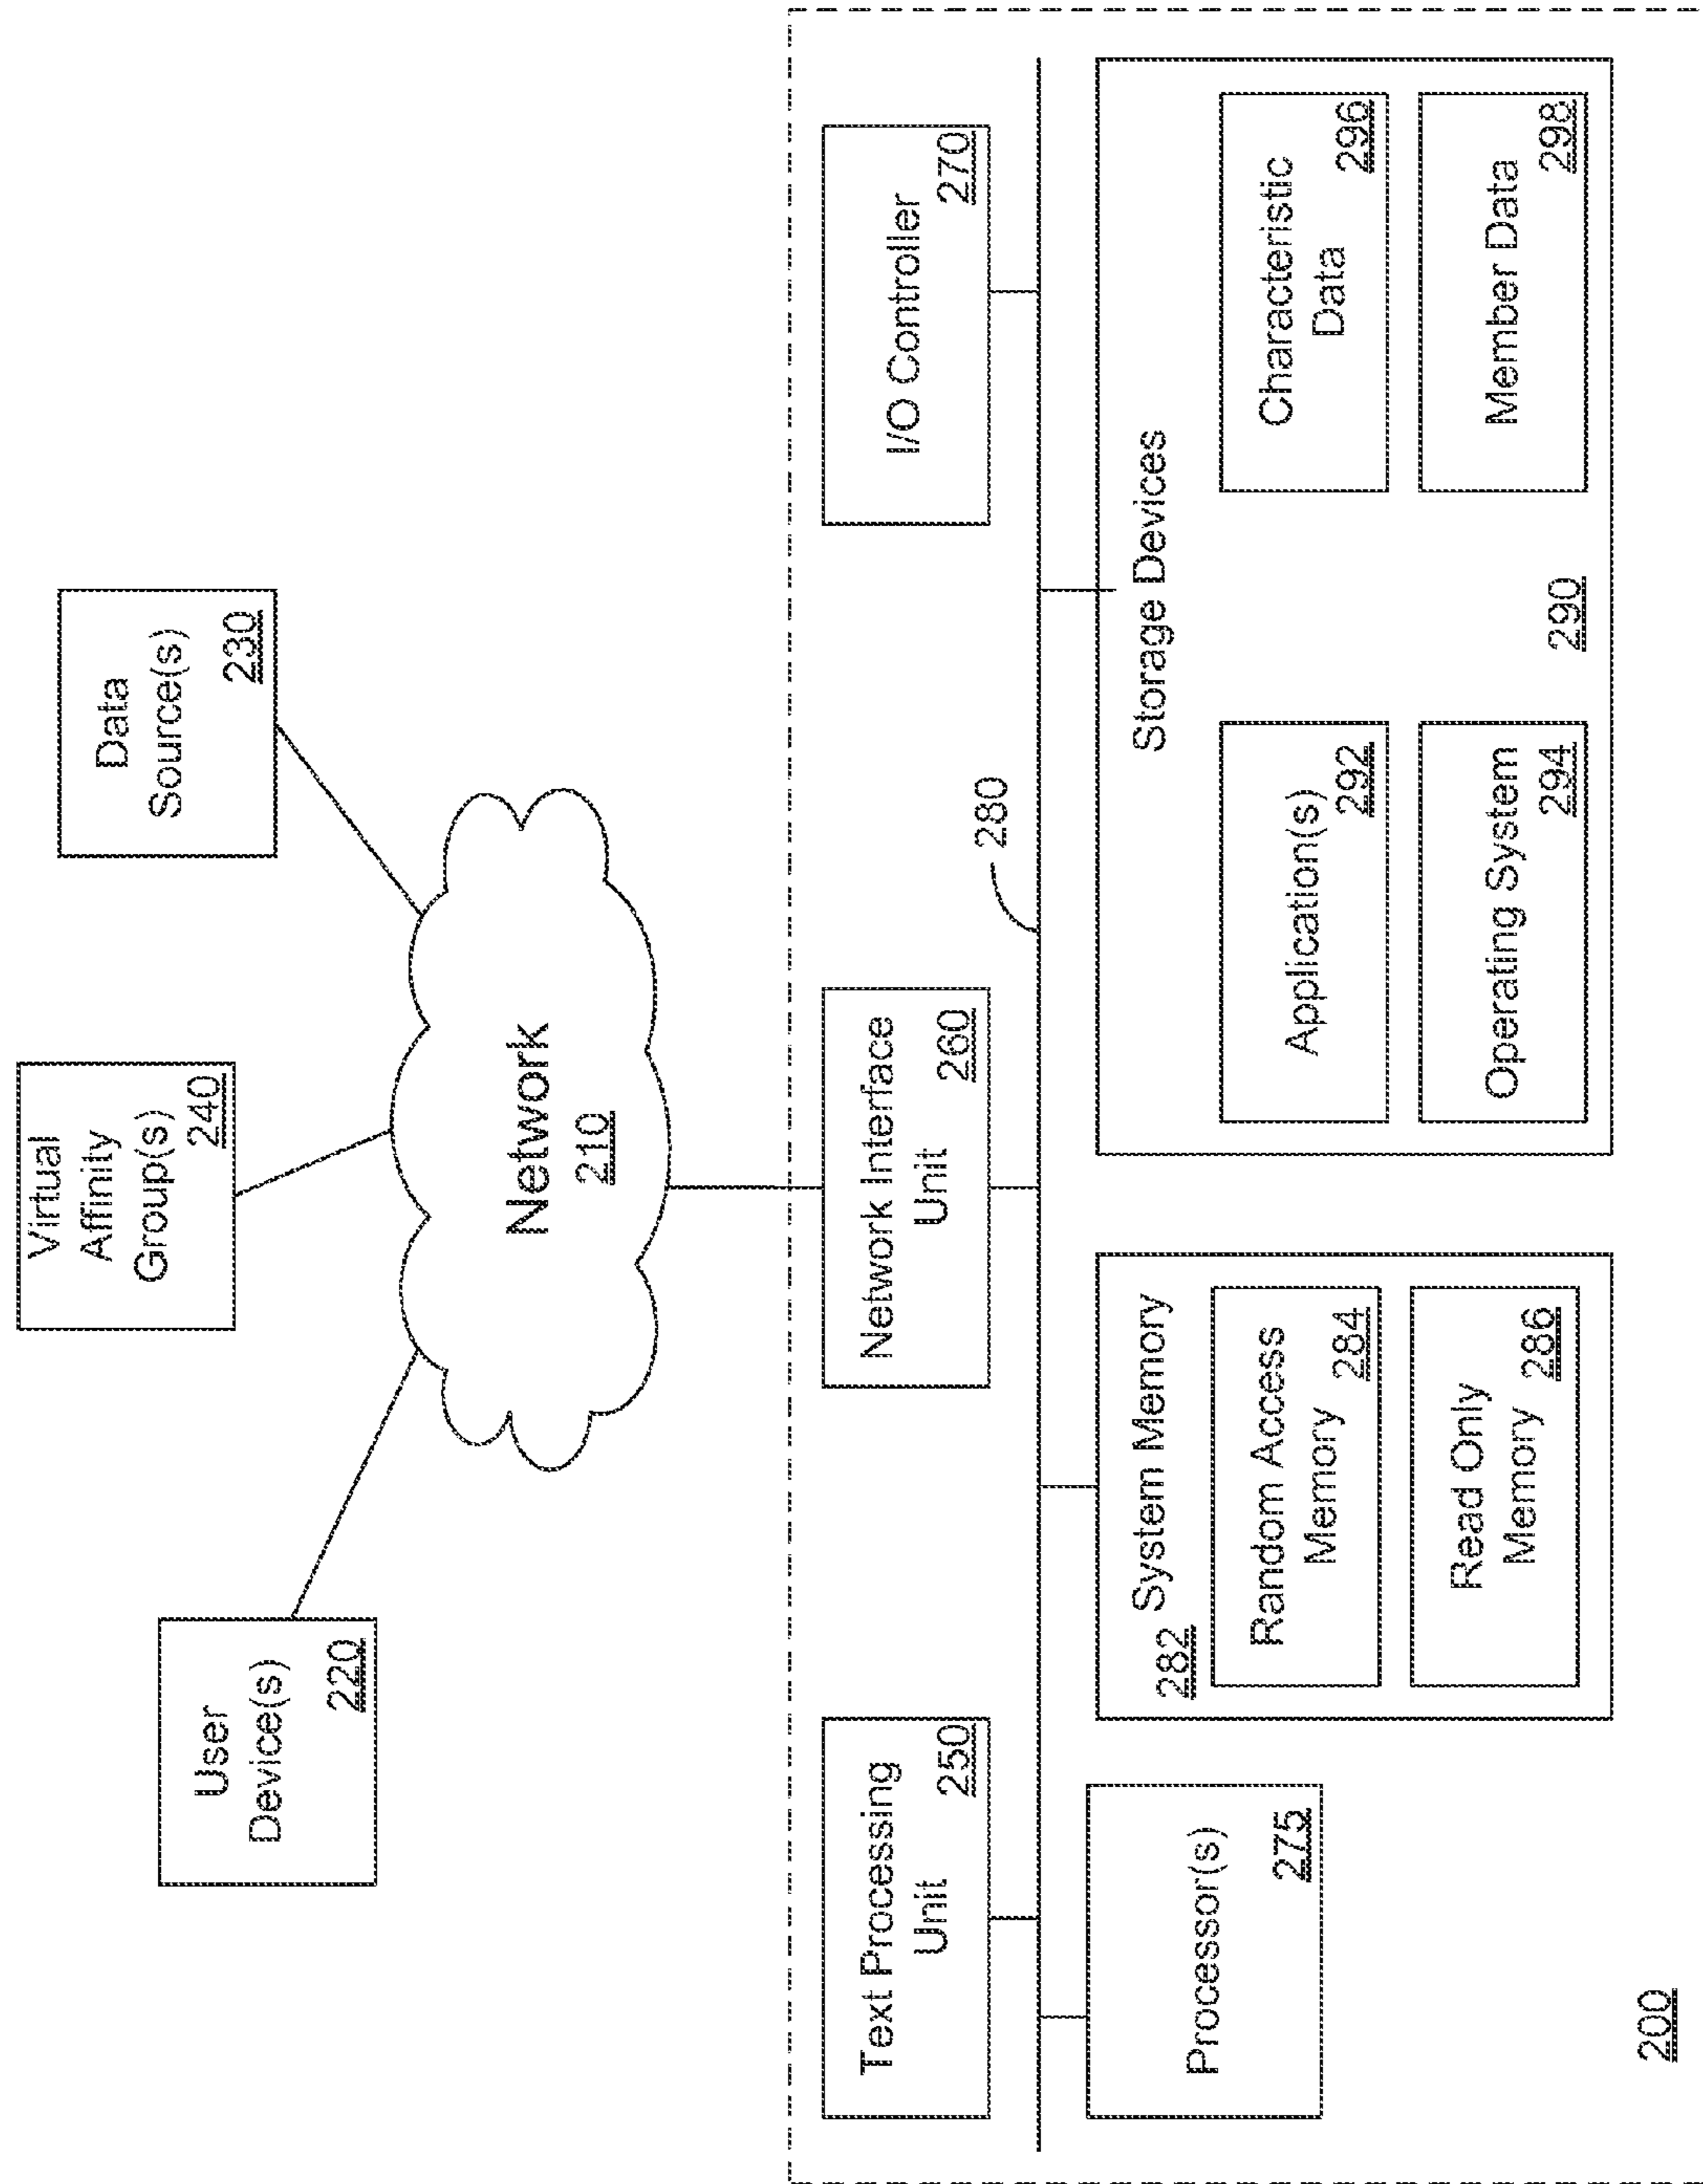 Virtual
Affinity
Group(s)
240
Data
Source(s)
230
User
Device(s)
220
Network
210
Text Processing
Unit
250
Network Interface
Unit
260
I/O Controller
270
280
Processor(s)
275
System Memory
282
Random Access
Memory
284
Read Only
Memory
286
Storage Devices
Application(s)
292
Operating System
294
Characteristic
Data
296
Member Data
298
290
200